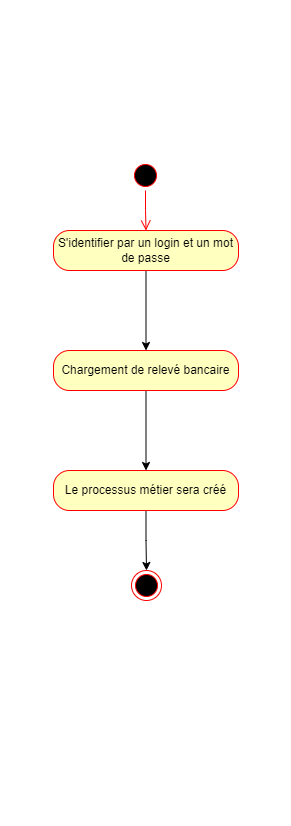 S'identifier par un login et un mot
de passe
Chargement de relevé bancaire
Le processus métier sera créé